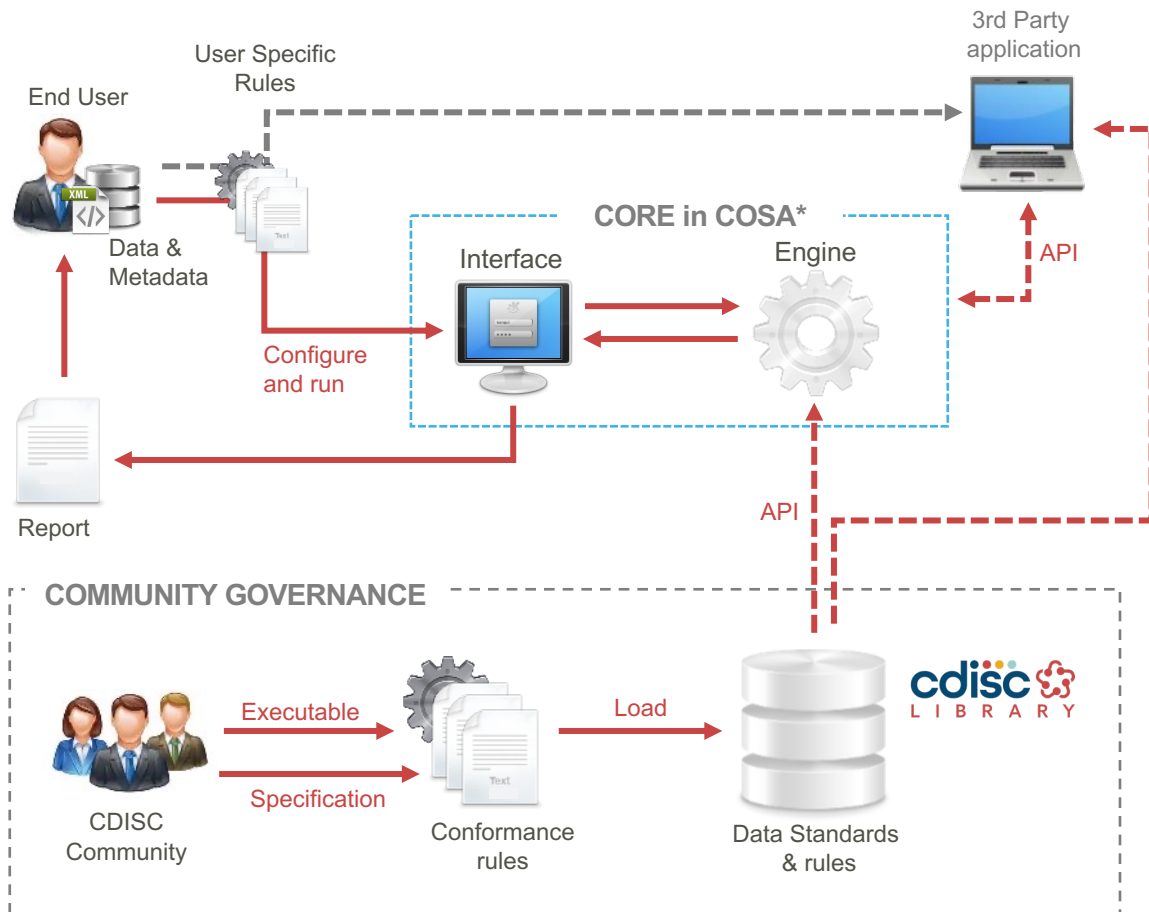 3rd Party
application
User Specific
Rules
End User
XML
</>
Text
Data &
Metadata
CORE in COSA*
Interface
Engine
API
Configure
and run
Report
API
COMMUNITY GOVERNANCE
cdisc
LIBRARY
Executable
Load
Text
Specification
CDISC
Community
Conformance
rules
Data Standards
& rules